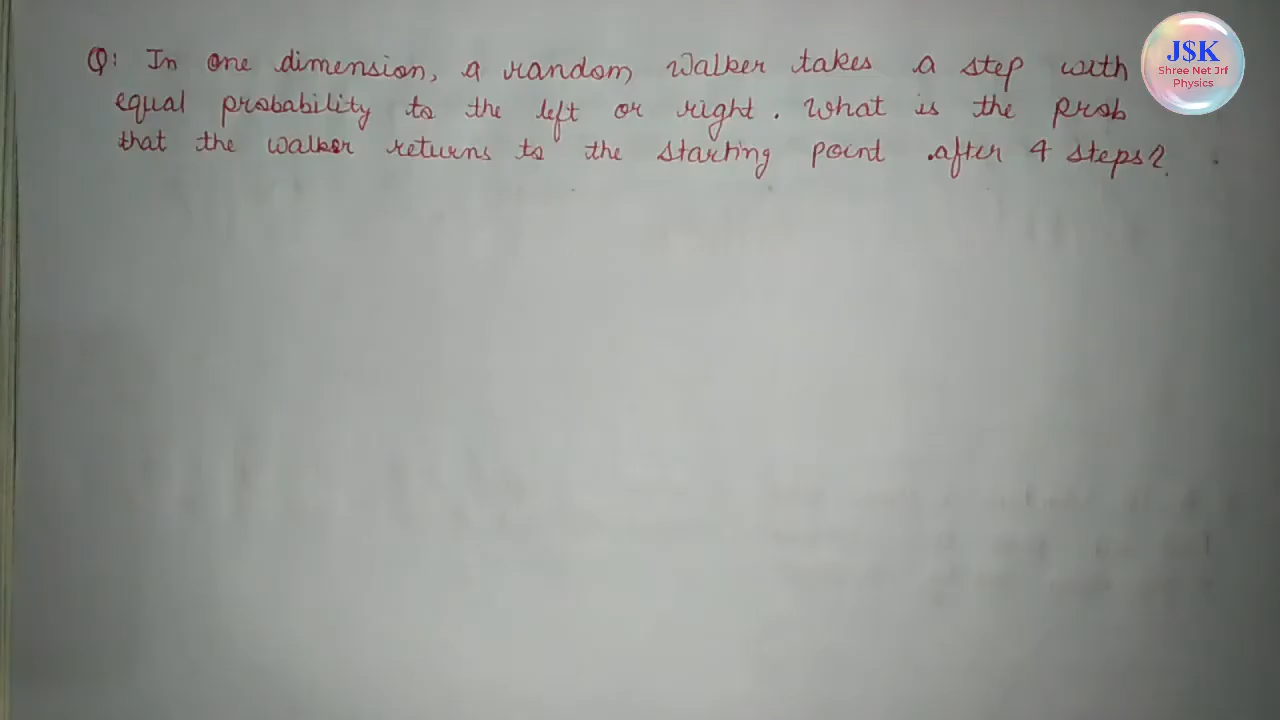 Q: In one dimension, a random walker takes a step with
equal probability to the left or right. What is the prob
that the walker returns to the starting point after 4 steps?
J$K
Shree Net Jrf
Physics